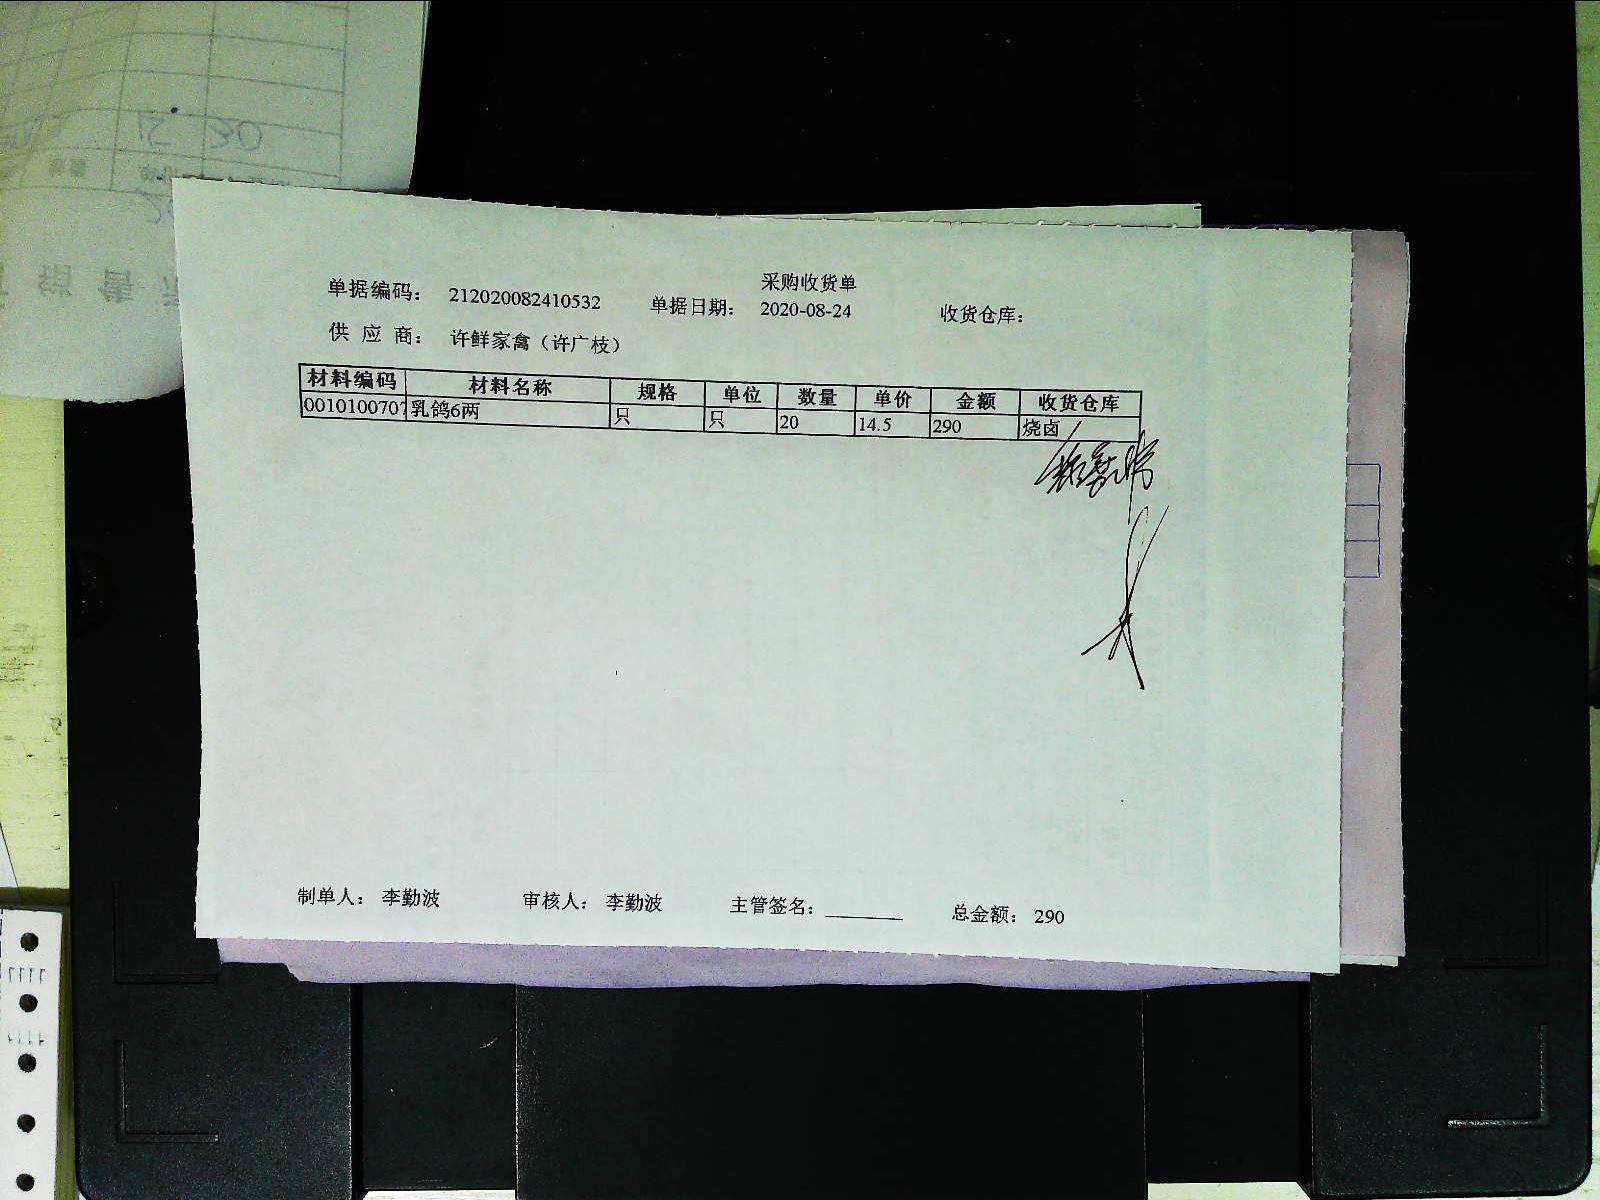 采购收货单
单据编码： 212020082410532 单据日期： 2020-08-24 收货仓库：
供 应 商： 许鲜家禽（许广枝）
材料编码 材料名称 规格 单位 数量 单价 金额 收货仓库
0010100707 乳鸽6两 只 只 20 14.5 290 烧卤
制单人： 李勤波 审核人： 李勤波 主管签名： 总金额： 290